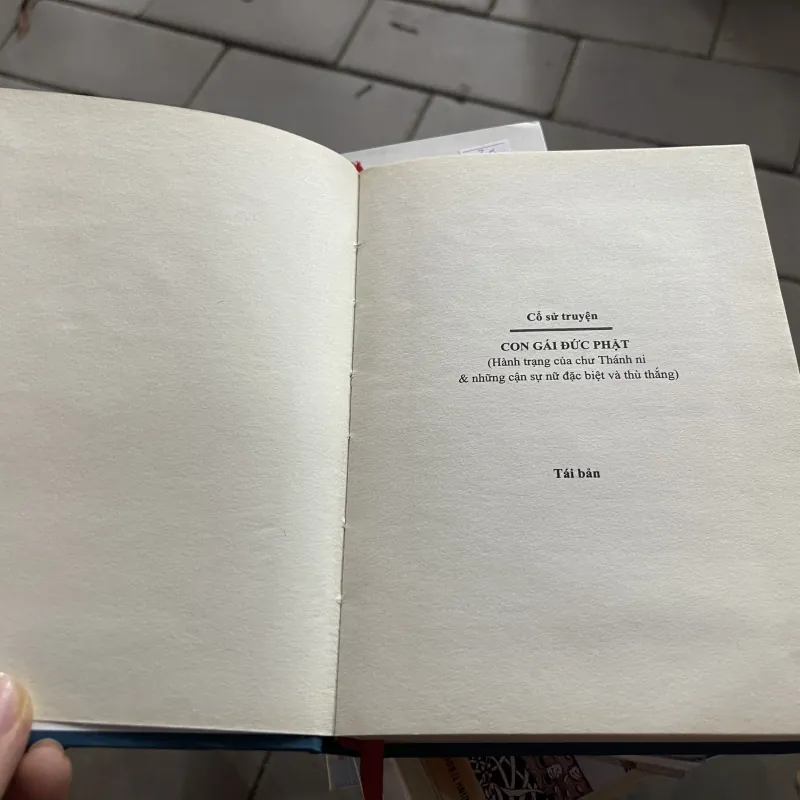 Cổ sử truyện
CON GÁI ĐỨC PHẬT
(Hành trạng của chư Thánh ni
& những cận sự nữ đặc biệt và thù thắng)
Tái bản